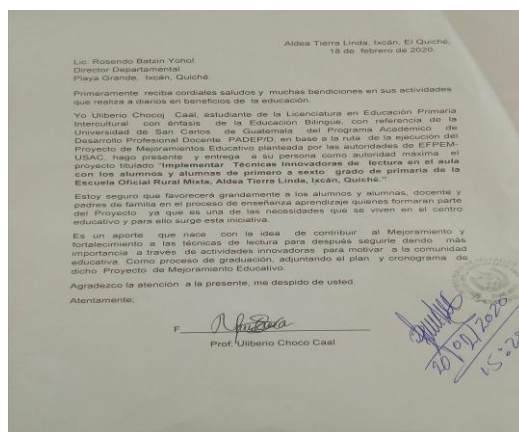 Aldea Tierra Linda, Ixcán, El Quiché,
18 de febrero de 2020.
Lic. Rosendo Batzin Yohol
Director Departamental
Playa Grande, Ixcán, Quiché.
Primeramente reciba cordiales saludos y muchas bendiciones en sus actividades
que realiza a diarios en beneficios de la educación.
Yo Uliberio Chocoj Caal, estudiante de la Licenciatura en Educación Primaria
Intercultural con énfasis de la Educación Bilingüe, con referencia de la
Universidad de San Carlos de Guatemala del Programa Académico de
Desarrollo Profesional Docente PADEP/D, en base a la ruta de la ejecución del
Proyecto de Mejoramientos Educativo planteada por las autoridades de EFPEM-
USAC, hago presente y entrega a su persona como autoridad máxima el
proyecto titulado "Implementar Técnicas Innovadoras de lectura en el aula
con los alumnos y alumnas de primero a sexto grado de primaria de la
Escuela Oficial Rural Mixta, Aldea Tierra Linda, Ixcán, Quiché."
Estoy seguro que favorecerá grandemente a los alumnos y alumnas, docente y
padres de familia en el proceso de enseñanza aprendizaje quienes formaran parte
del Proyecto ya que es una de las necesidades que se viven en el centro
educativo y para ello surge esta iniciativa.
Es un aporte que nace con la idea de contribuir al Mejoramiento y
fortalecimiento a las técnicas de lectura para después seguirle dando más
importancia a través de actividades innovadoras para motivar a la comunidad
educativa. Como proceso de graduación, adjuntando el plan y cronograma de
dicho Proyecto de Mejoramiento Educativo.
Agradezco la atención a la presente, me despido de usted.
Atentamente;
F
Prof. Uliberio Choco Caal
20/02/2020
15:20